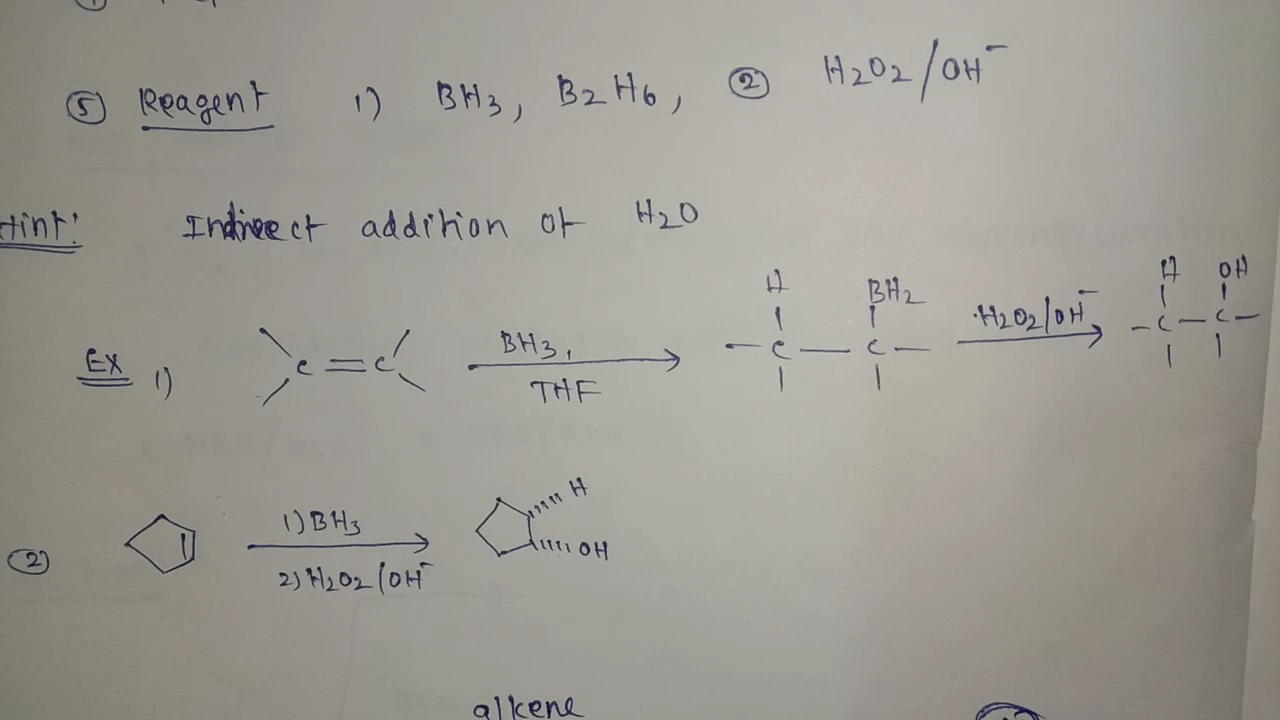 ⑤ Reagent 1) BH3, B2H6, ② H2O2/OH⁻
Hint: Indirect addition of H2O
H BH2 H OH
Ex 1) C=C BH3, THF -C-C- H2O2/OH⁻ -C-C-
② 1) BH3 H
2) H2O2/OH⁻ OH
alkene